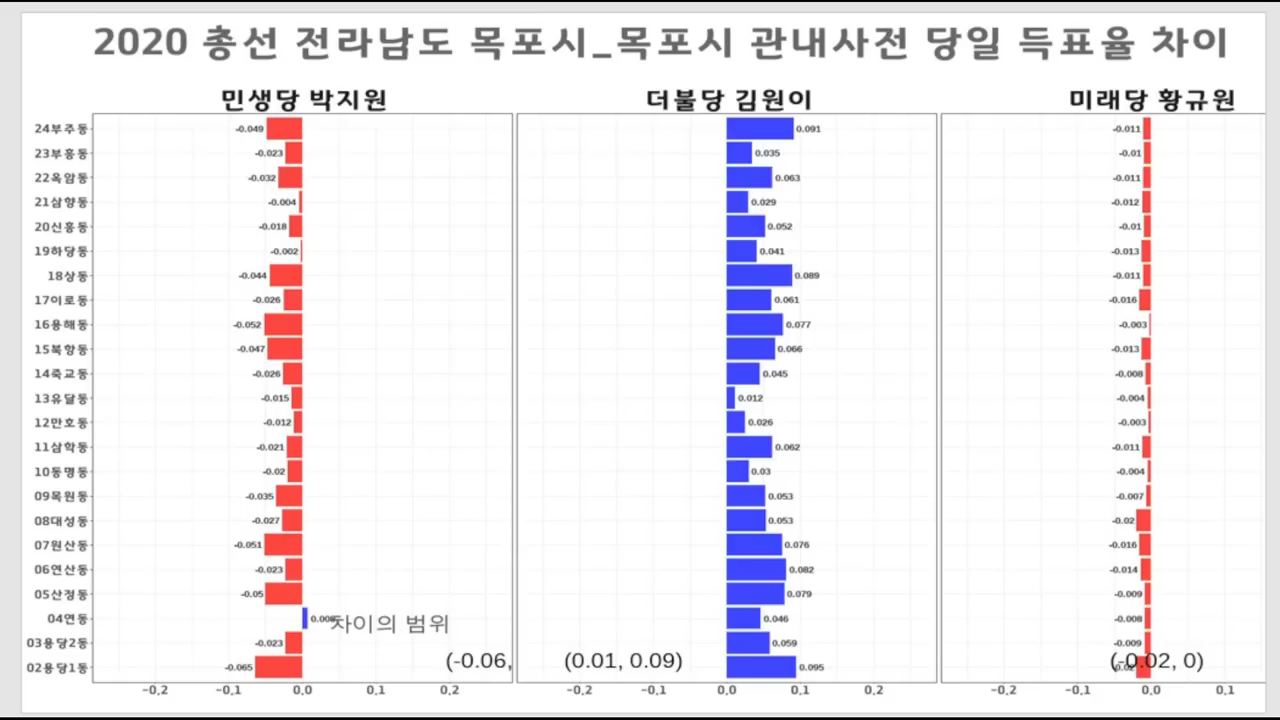 2020 총선 전라남도 목포시_목포시 관내사전 당일 득표율 차이
민생당 박지원 더불당 김원이 미래당 황규원
24부주동 -0.049 0.091 -0.011
23부흥동 -0.023 0.035 -0.01
22옥암동 -0.032 0.063 -0.011
21삼향동 -0.004 0.029 -0.012
20신흥동 -0.018 0.052 -0.01
19하당동 -0.002 0.041 -0.013
18상동 -0.044 0.089 -0.011
17이로동 -0.026 0.061 -0.016
16용해동 -0.052 0.077 -0.003
15북항동 -0.047 0.066 -0.013
14죽교동 -0.026 0.045 -0.008
13유달동 -0.015 0.012 -0.004
12만호동 -0.012 0.026 -0.003
11삼학동 -0.021 0.062 -0.011
10동명동 -0.02 0.03 -0.004
09목원동 -0.035 0.053 -0.007
08대성동 -0.027 0.053 -0.02
07원산동 -0.051 0.076 -0.016
06연산동 -0.023 0.082 -0.014
05산정동 -0.05 0.079 -0.009
04연동 차이의 범위 0.046 -0.008
03용당2동 -0.023 0.059 -0.009
02용당1동 -0.065 (-0.06, (0.01, 0.09) 0.095 (-0.02, 0)
-0.2 -0.1 0.0 0.1 0.2 -0.2 -0.1 0.0 0.1 0.2 -0.2 -0.1 0.0 0.1